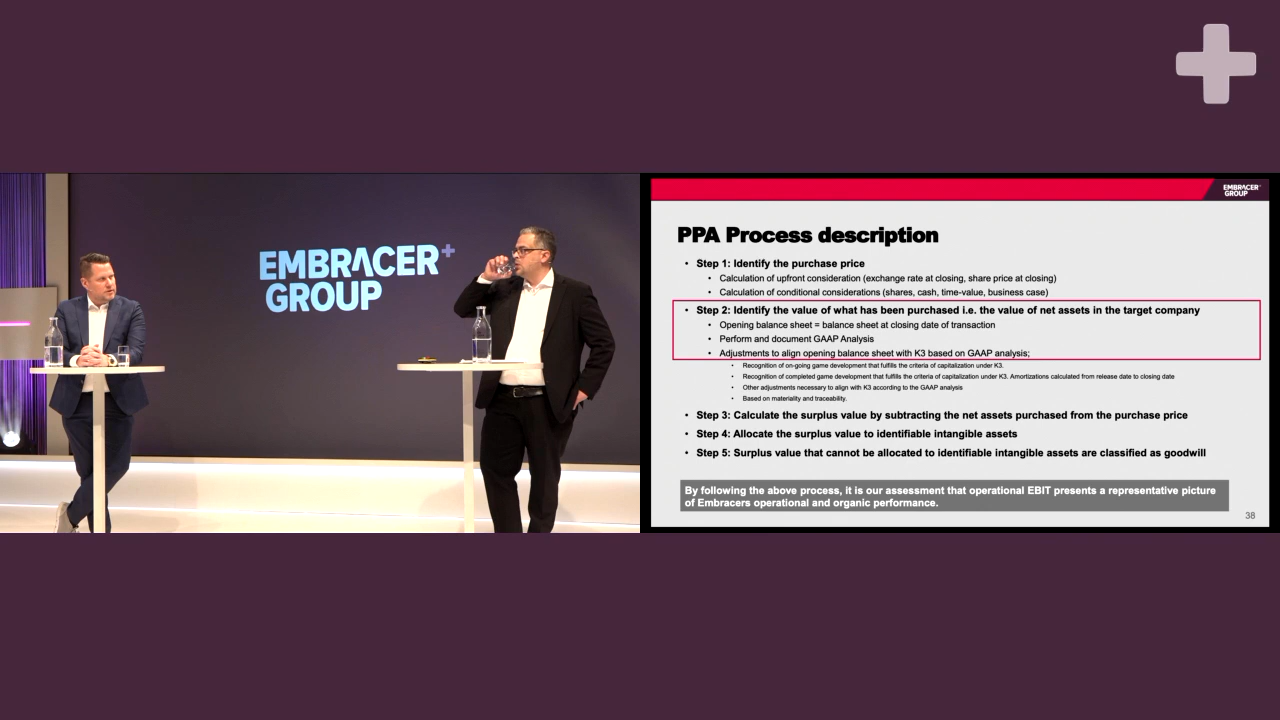 EMBRACER+
GROUP
EMBRACER+
GROUP
PPA Process description
• Step 1: Identify the purchase price
• Calculation of upfront consideration (exchange rate at closing, share price at closing)
• Calculation of conditional considerations (shares, cash, time-value, business case)
• Step 2: Identify the value of what has been purchased i.e. the value of net assets in the target company
• Opening balance sheet = balance sheet at closing date of transaction
• Perform and document GAAP Analysis
• Adjustments to align opening balance sheet with K3 based on GAAP analysis;
• Recognition of on-going game development that fulfills the criteria of capitalization under K3.
• Recognition of completed game development that fulfills the criteria of capitalization under K3. Amortizations calculated from release date to closing date
• Other adjustments necessary to align with K3 according to the GAAP analysis
• Based on materiality and traceability.
• Step 3: Calculate the surplus value by subtracting the net assets purchased from the purchase price
• Step 4: Allocate the surplus value to identifiable intangible assets
• Step 5: Surplus value that cannot be allocated to identifiable intangible assets are classified as goodwill
By following the above process, it is our assessment that operational EBIT presents a representative picture
of Embracers operational and organic performance.
38